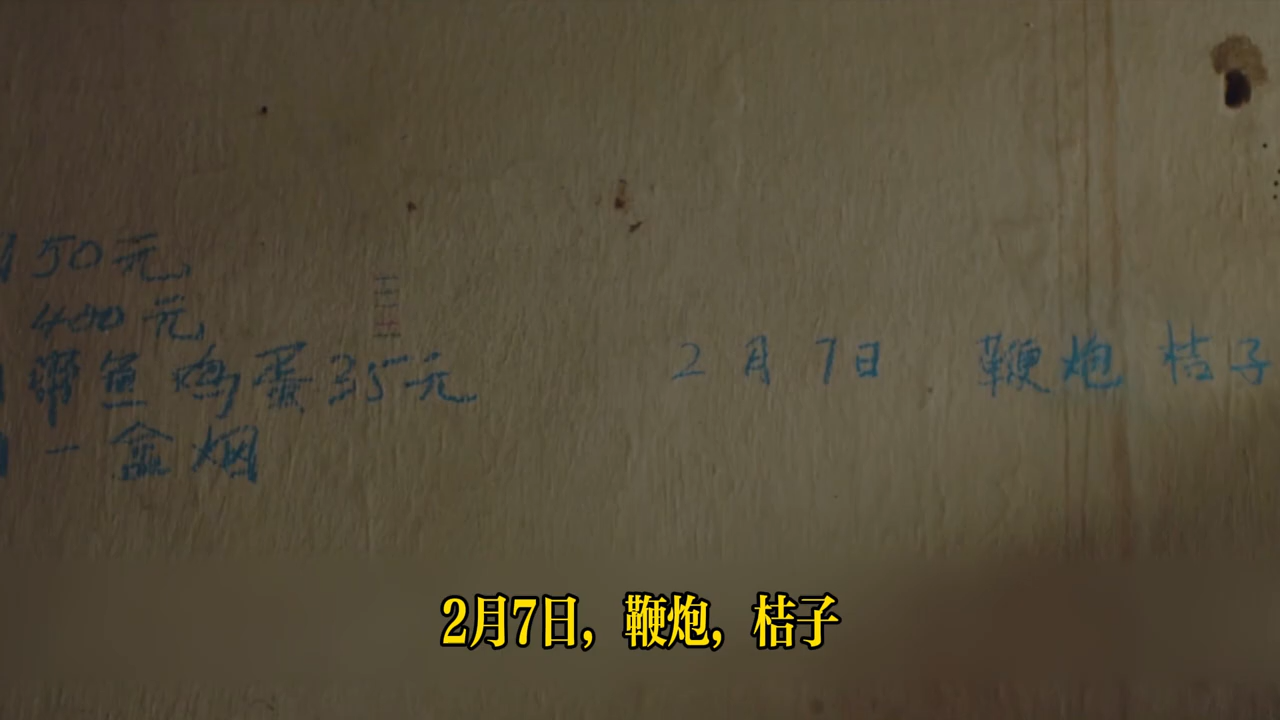 150元
400元
带鱼鸡蛋35元
一盒烟
2月7日 鞭炮 桔子
2月7日，鞭炮，桔子